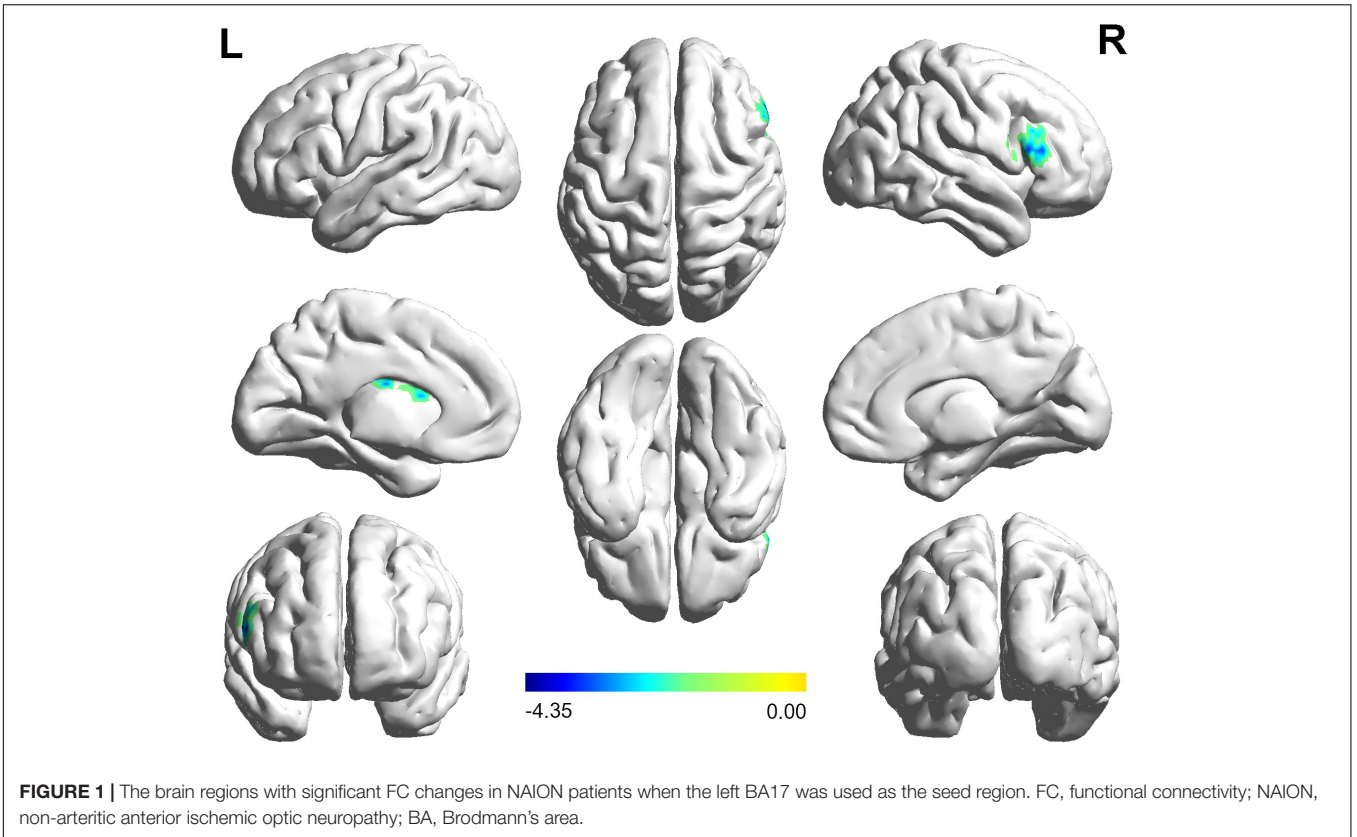 L
R
-4.35
0.00
FIGURE 1 | The brain regions with significant FC changes in NAION patients when the left BA17 was used as the seed region. FC, functional connectivity; NAION,
non-arteritic anterior ischemic optic neuropathy; BA, Brodmann's area.